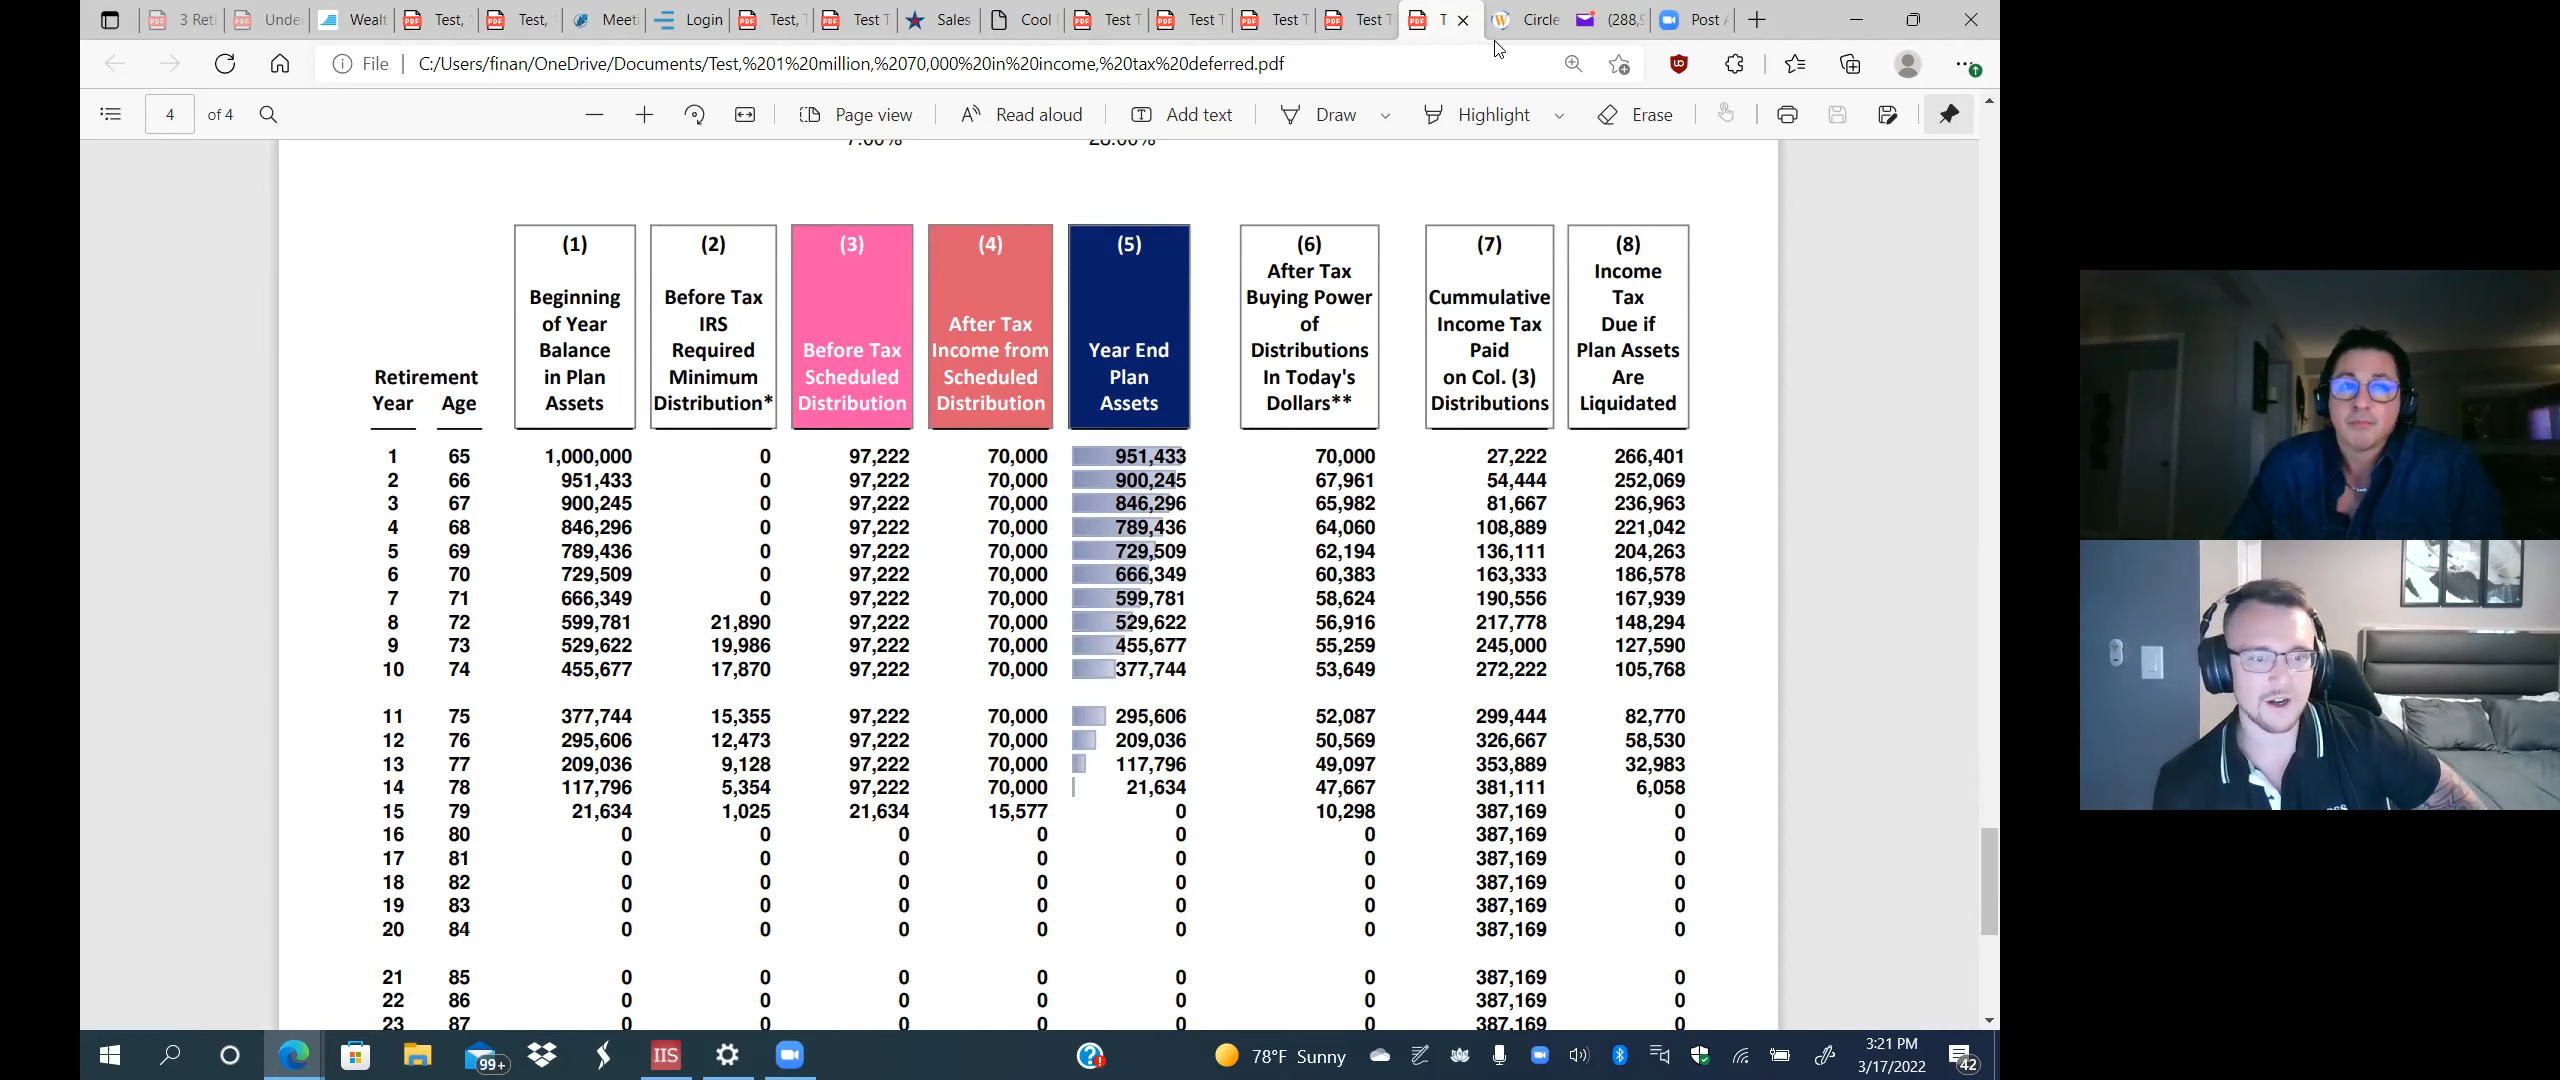 3 Reti
Unde
Wealt
Test,
Test,
Meeti
Login
Test,
Test T
Sales
Cool
Test T
Test T
Test T
Test T
T
Circle
(288,9
Post A
File C:/Users/finan/OneDrive/Documents/Test,%201%20million,%2070,000%20in%20income,%20tax%20deferred.pdf
4 of 4 Page view Read aloud Add text Draw Highlight Erase
7.00% 28.00%
(1) (2) (3) (4) (5) (6) (7) (8)
Retirement
Year Age
Beginning
of Year
Balance
in Plan
Assets
Before Tax
IRS
Required
Minimum
Distribution*
Before Tax
Scheduled
Distribution
After Tax
Income from
Scheduled
Distribution
Year End
Plan
Assets
After Tax
Buying Power
of
Distributions
In Today's
Dollars**
Cummulative
Income Tax
Paid
on Col. (3)
Distributions
Income
Tax
Due if
Plan Assets
Are
Liquidated
1 65 1,000,000 0 97,222 70,000 951,433 70,000 27,222 266,401
2 66 951,433 0 97,222 70,000 900,245 67,961 54,444 252,069
3 67 900,245 0 97,222 70,000 846,296 65,982 81,667 236,963
4 68 846,296 0 97,222 70,000 789,436 64,060 108,889 221,042
5 69 789,436 0 97,222 70,000 729,509 62,194 136,111 204,263
6 70 729,509 0 97,222 70,000 666,349 60,383 163,333 186,578
7 71 666,349 0 97,222 70,000 599,781 58,624 190,556 167,939
8 72 599,781 21,890 97,222 70,000 529,622 56,916 217,778 148,294
9 73 529,622 19,986 97,222 70,000 455,677 55,259 245,000 127,590
10 74 455,677 17,870 97,222 70,000 377,744 53,649 272,222 105,768
11 75 377,744 15,355 97,222 70,000 295,606 52,087 299,444 82,770
12 76 295,606 12,473 97,222 70,000 209,036 50,569 326,667 58,530
13 77 209,036 9,128 97,222 70,000 117,796 49,097 353,889 32,983
14 78 117,796 5,354 97,222 70,000 21,634 47,667 381,111 6,058
15 79 21,634 1,025 21,634 15,577 0 10,298 387,169 0
16 80 0 0 0 0 0 0 387,169 0
17 81 0 0 0 0 0 0 387,169 0
18 82 0 0 0 0 0 0 387,169 0
19 83 0 0 0 0 0 0 387,169 0
20 84 0 0 0 0 0 0 387,169 0
21 85 0 0 0 0 0 0 387,169 0
22 86 0 0 0 0 0 0 387,169 0
23 87 0 0 0 0 0 0 387,169 0
99+
IIS
78°F Sunny
3:21 PM
3/17/2022
42